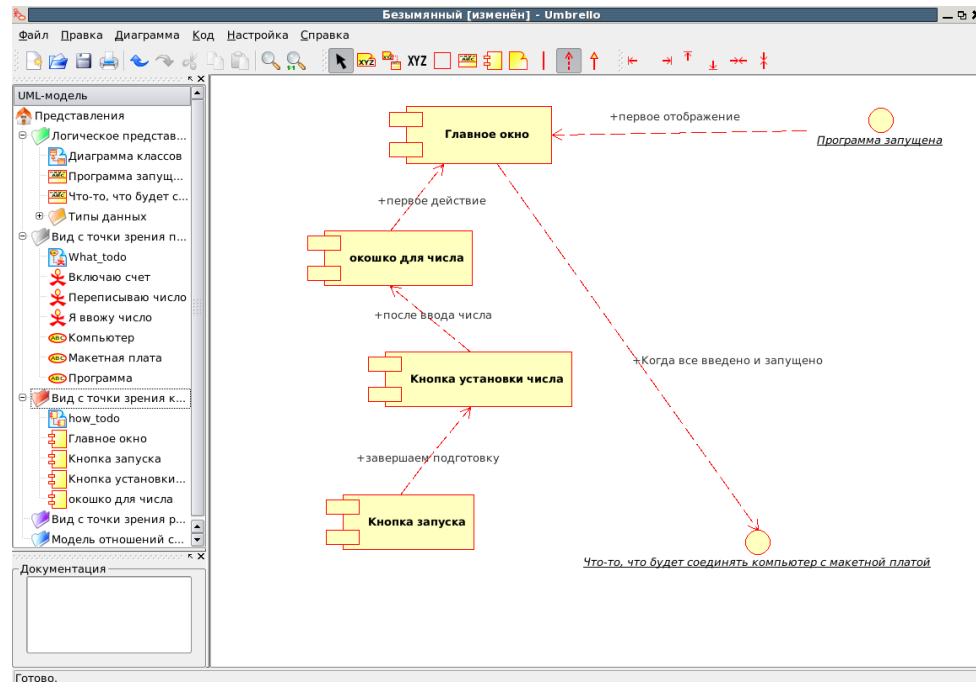 Безымянный [изменён] - Umbrello
Файл Правка Диаграмма Код Настройка Справка
XYZ XYZ ABC
UML-модель
Представления
Логическое представ...
Диаграмма классов
Программа запущ...
Что-то, что будет с...
Типы данных
Вид с точки зрения п...
What_todo
Включаю счет
Переписываю число
Я ввожу число
Компьютер
Макетная плата
Программа
Вид с точки зрения к...
how_todo
Главное окно
Кнопка запуска
Кнопка установки...
окошко для числа
Вид с точки зрения р...
Модель отношений с...
Документация
Главное окно
+первое отображение
Программа запущена
+первое действие
окошко для числа
+после ввода числа
Кнопка установки числа
+Когда все введено и запущено
+завершаем подготовку
Кнопка запуска
Что-то, что будет соединять компьютер с макетной платой
Готово.